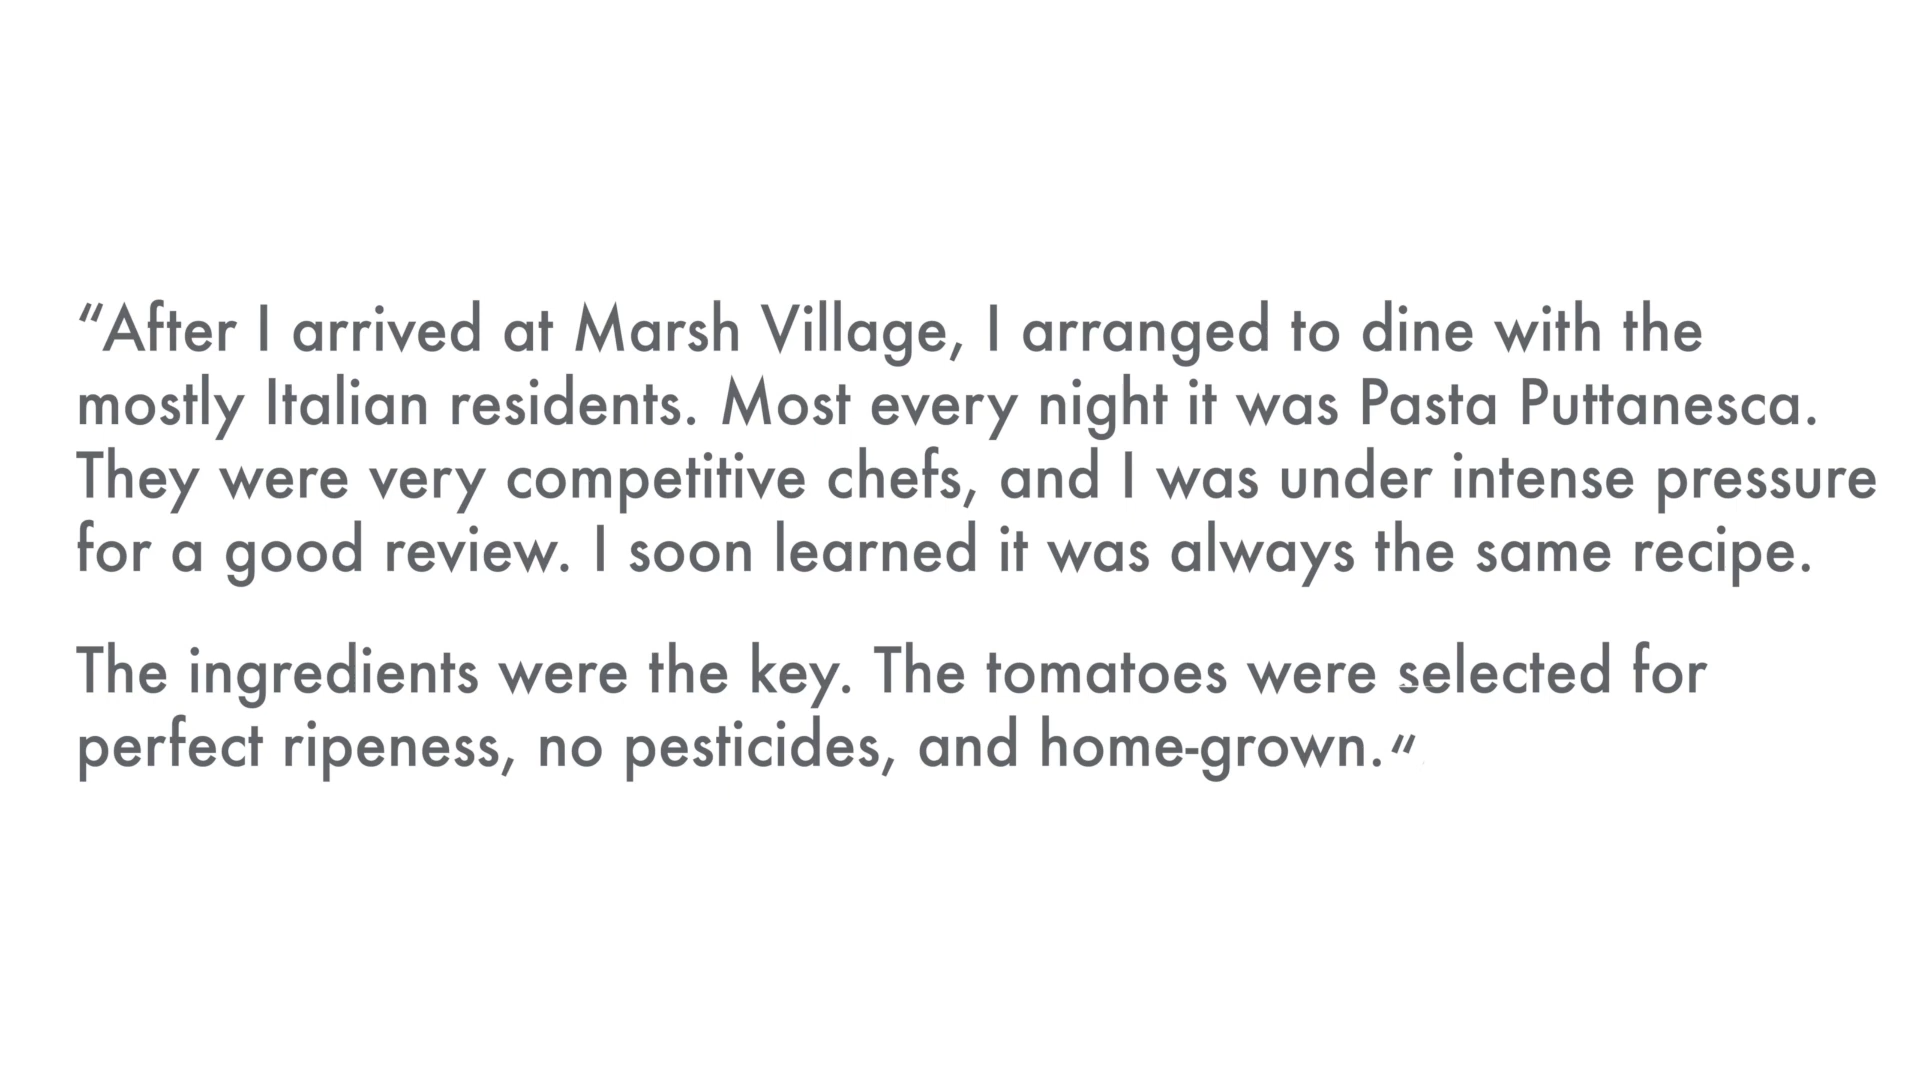 “After I arrived at Marsh Village, I arranged to dine with the
mostly Italian residents. Most every night it was Pasta Puttanesca.
They were very competitive chefs, and I was under intense pressure
for a good review. I soon learned it was always the same recipe.
The ingredients were the key. The tomatoes were selected for
perfect ripeness, no pesticides, and home-grown.“